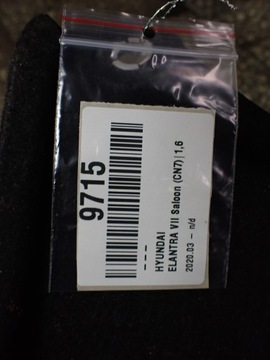 9715
---
HYUNDAI
ELANTRA VII Saloon (CN7) | 1,6
2020.03 - n/d